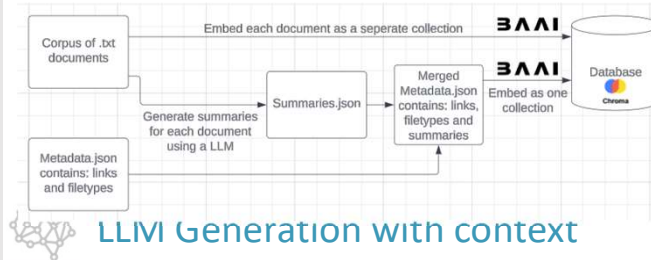 Embed each document as a seperate collection
BAAI
Corpus of .txt
documents
BAAI
Database
Chroma
Merged
Metadata.json
contains: links,
filetypes and
summaries
Embed as one
collection
Summaries.json
Generate summaries
for each document
using a LLM
Metadata.json
contains: links
and filetypes
LLM Generation with context